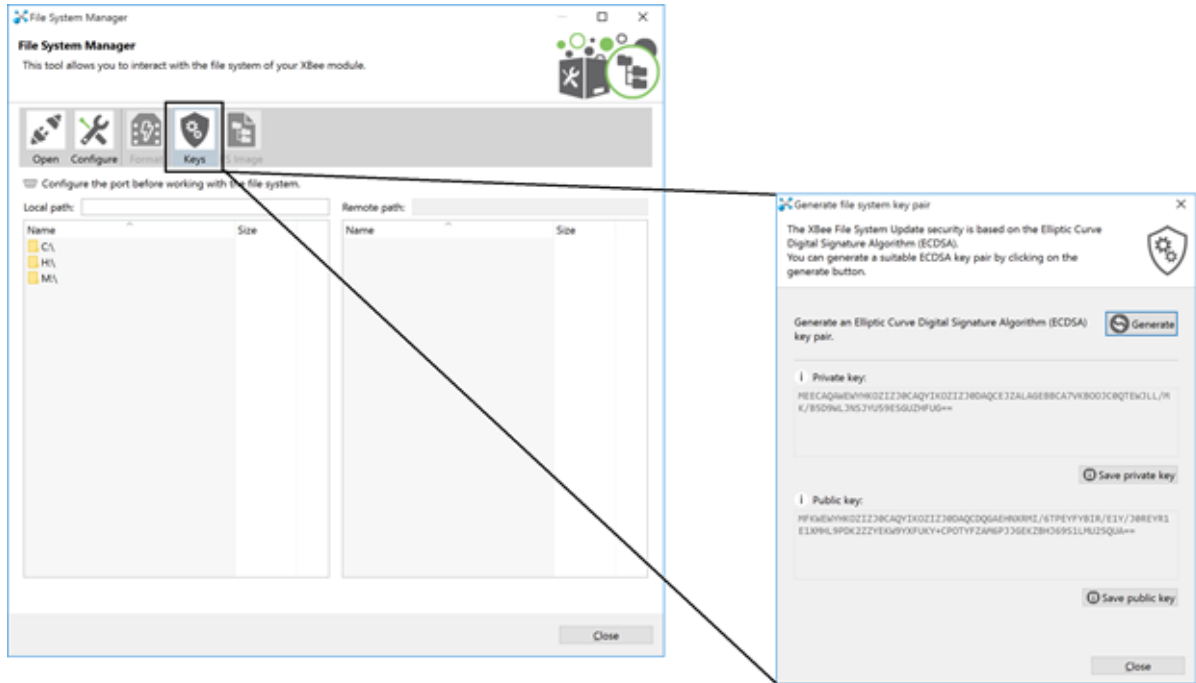 File System Manager
File System Manager
This tool allows you to interact with the file system of your XBee module.
Open Configure Format Keys FS Image
Configure the port before working with the file system.
Local path: Remote path:
Name Size Name Size
C:\
H:\
M:\
Close
Generate file system key pair
The XBee File System Update security is based on the Elliptic Curve
Digital Signature Algorithm (ECDSA).
You can generate a suitable ECDSA key pair by clicking on the
generate button.
Generate an Elliptic Curve Digital Signature Algorithm (ECDSA)
key pair.
Generate
i Private key:
Save private key
i Public key:
Save public key
Close